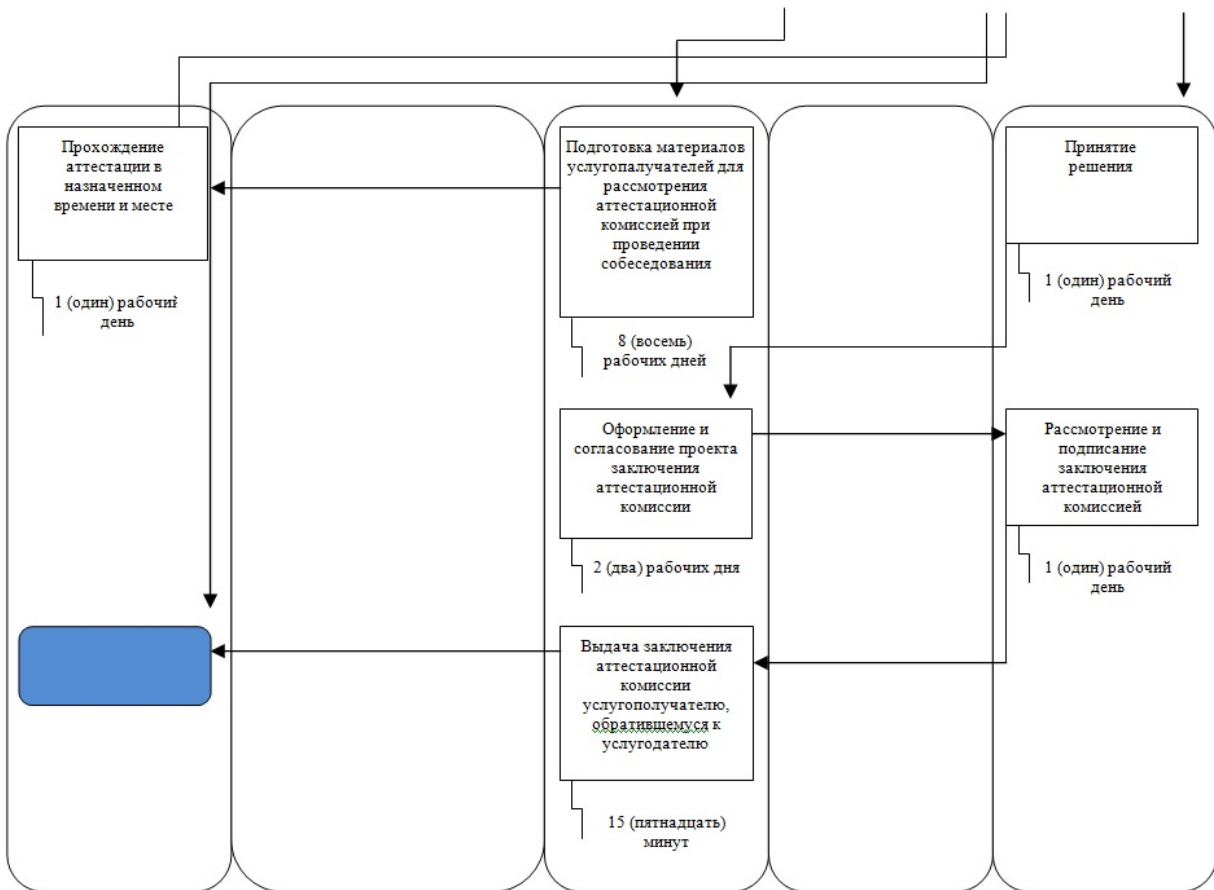 Прохождение
аттестации в
назначенном
времени и месте
1 (один) рабочий
день
Подготовка материалов
услугопалучателей для
рассмотрения
аттестационной
комиссией при
проведении
собеседования
8 (восемь)
рабочих дней
Принятие
решения
1 (один) рабочий
день
Оформление и
согласование проекта
заключения
аттестационной
комиссии
2 (два) рабочих дня
Рассмотрение и
подписание
заключения
аттестационной
комиссией
1 (один) рабочий
день
Выдача заключения
аттестационной
комиссии
услугополучателю,
обратившемуся к
услугодателю
15 (пятнадцать)
минут